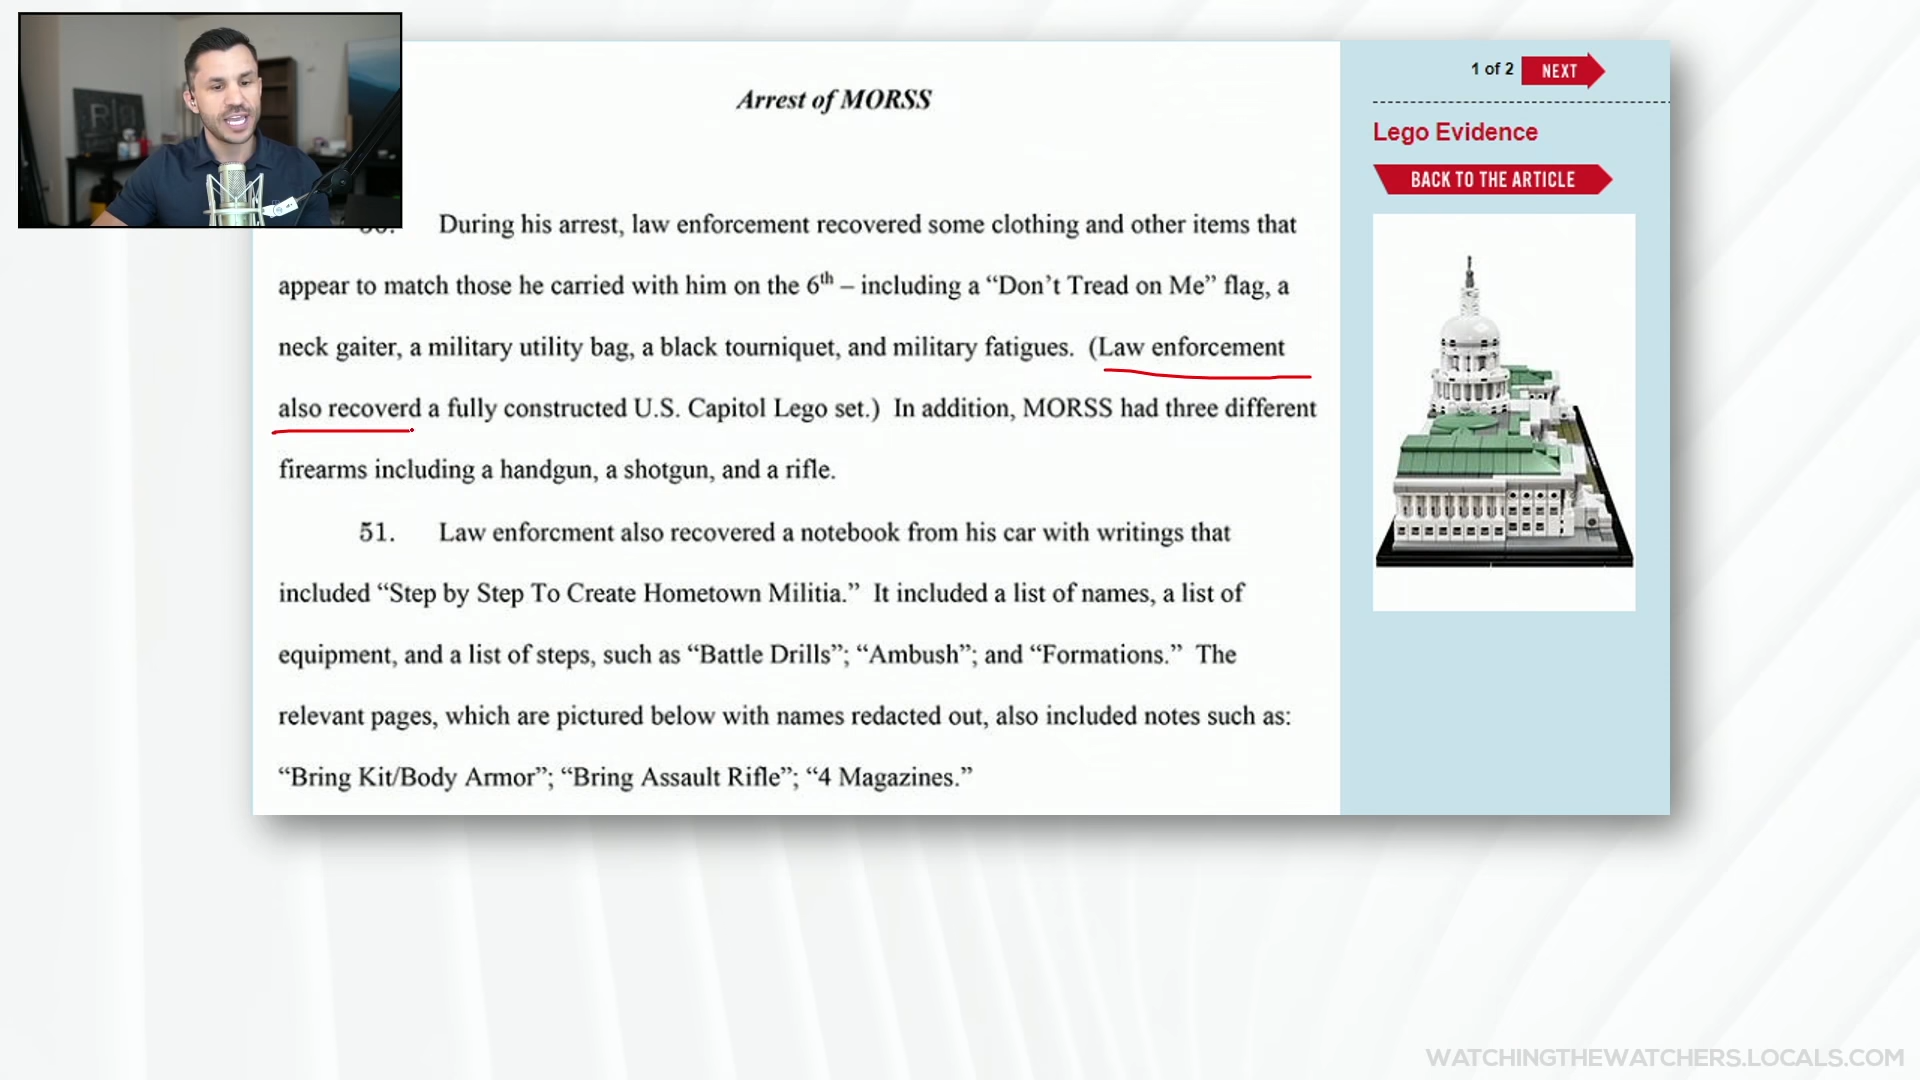 Arrest of MORSS
During his arrest, law enforcement recovered some clothing and other items that
appear to match those he carried with him on the 6th – including a “Don’t Tread on Me” flag, a
neck gaiter, a military utility bag, a black tourniquet, and military fatigues. (Law enforcement
also recoverd a fully constructed U.S. Capitol Lego set.) In addition, MORSS had three different
firearms including a handgun, a shotgun, and a rifle.
51. Law enforcment also recovered a notebook from his car with writings that
included “Step by Step To Create Hometown Militia.” It included a list of names, a list of
equipment, and a list of steps, such as “Battle Drills”; “Ambush”; and “Formations.” The
relevant pages, which are pictured below with names redacted out, also included notes such as:
“Bring Kit/Body Armor”; “Bring Assault Rifle”; “4 Magazines.”
1 of 2 NEXT
Lego Evidence
BACK TO THE ARTICLE
WATCHINGTHEWATCHERS.LOCALS.COM